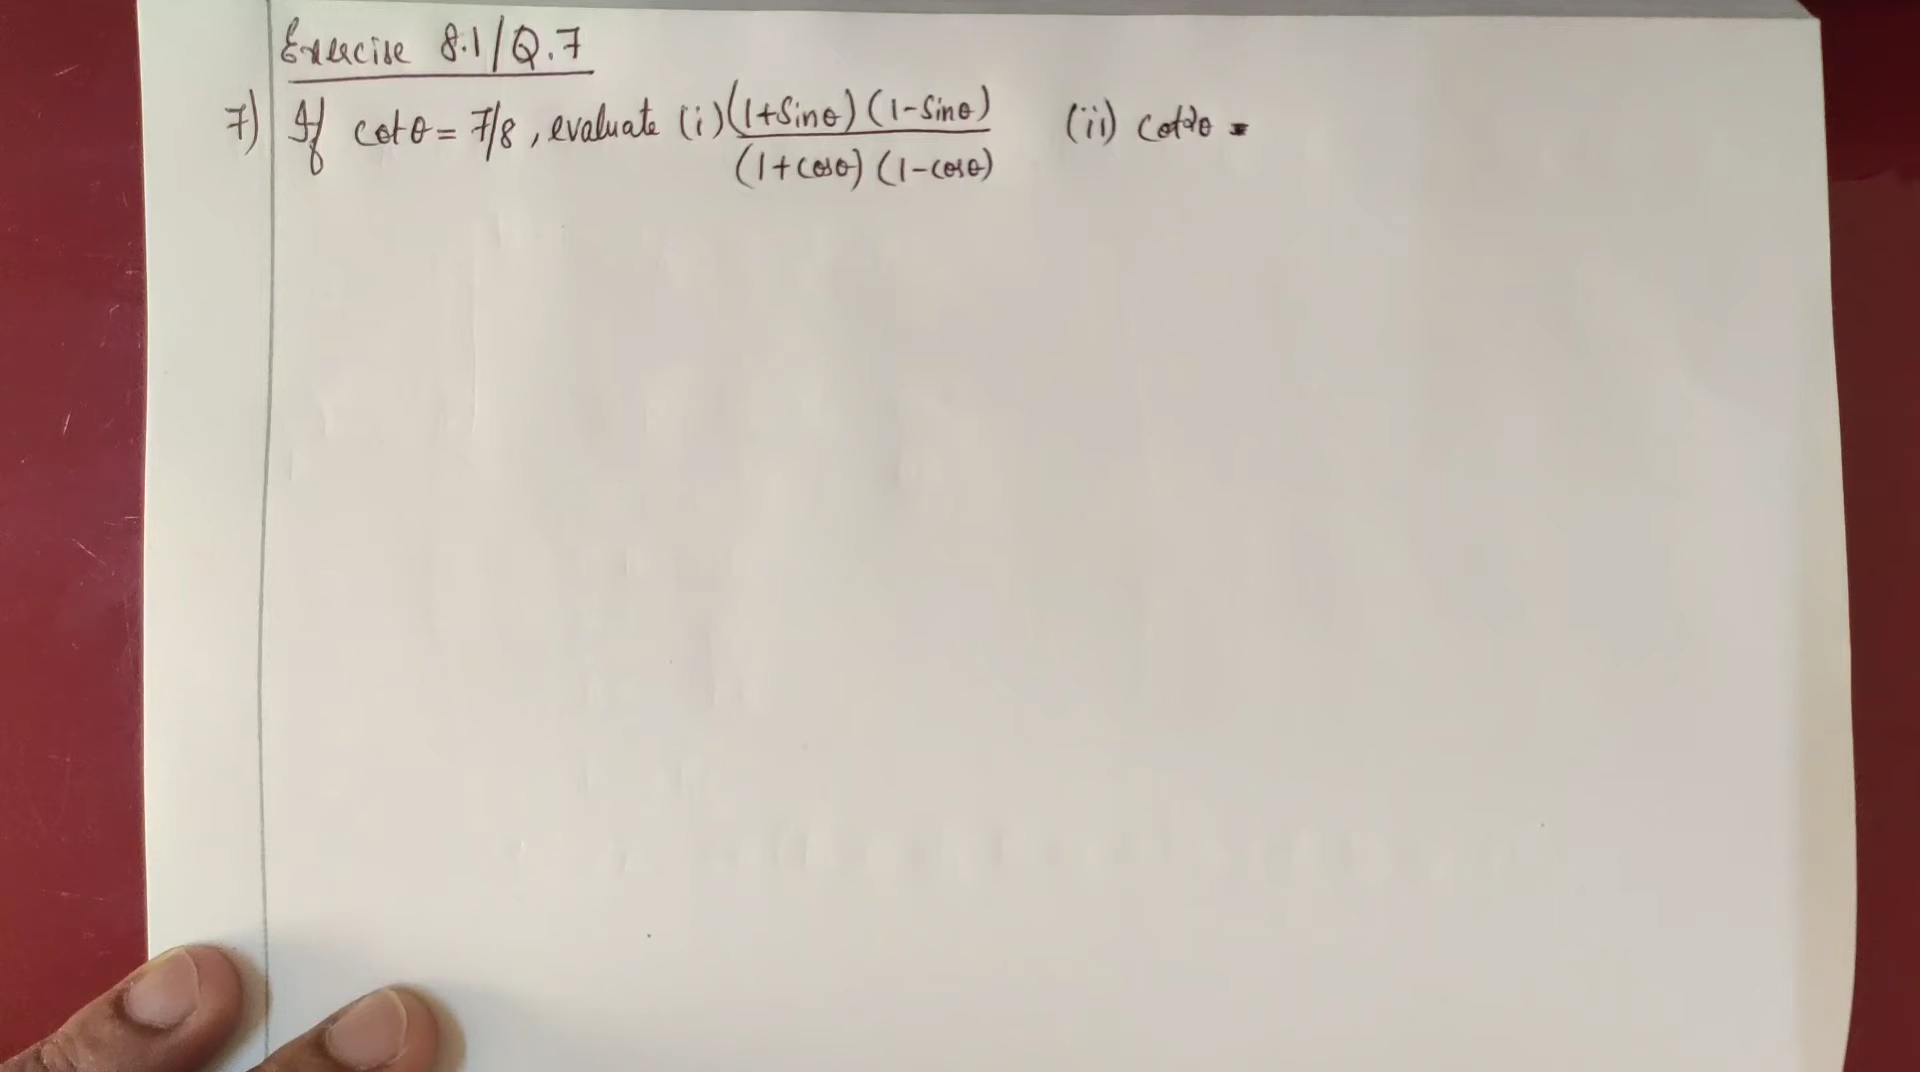 Exercise 8.1/Q.7
7) If cotθ = 7/8, evaluate (i) (1+Sinθ) (1-Sinθ) (ii) cot²θ =
(1+cosθ) (1-cosθ)